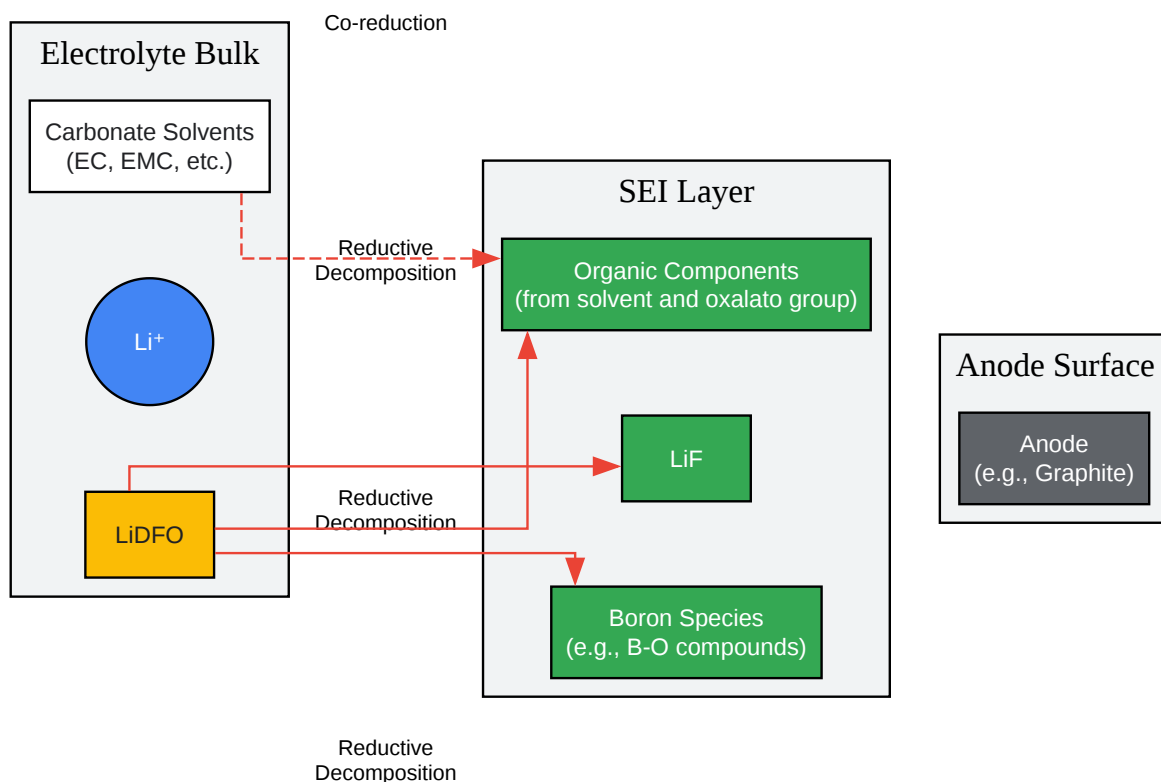 Co-reduction
Electrolyte Bulk
Carbonate Solvents
(EC, EMC, etc.)
SEI Layer
Reductive
Decomposition
Organic Components
(from solvent and oxalato group)
Li⁺
Anode Surface
Anode
(e.g., Graphite)
LiF
Reductive
Decomposition
LiDFO
Boron Species
(e.g., B-O compounds)
Reductive
Decomposition